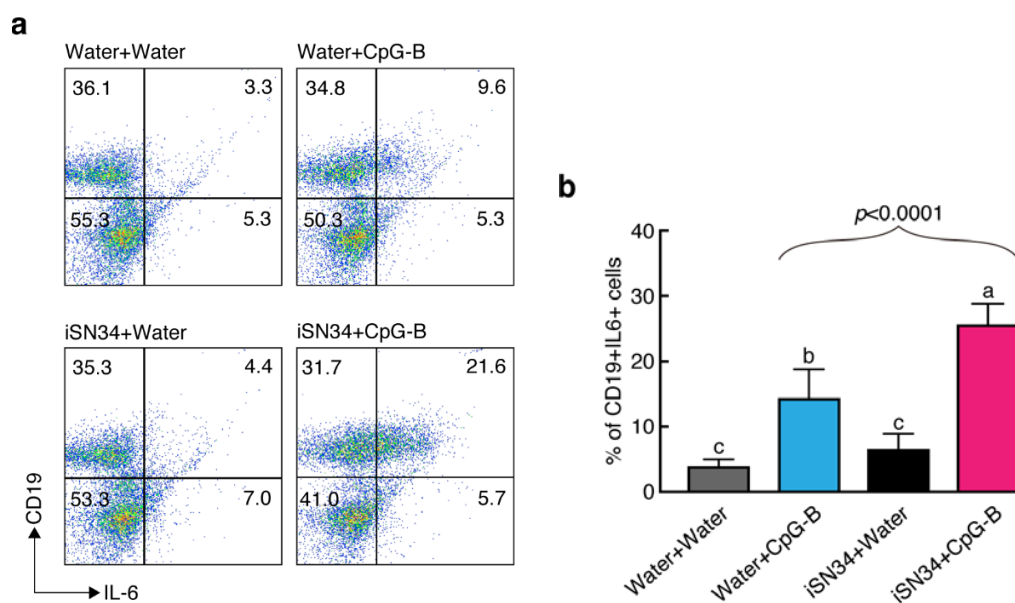 a
Water+Water
Water+CpG-B
36.1
3.3
34.8
9.6
55.3
5.3
50.3
5.3
iSN34+Water
iSN34+CpG-B
35.3
4.4
31.7
21.6
53.3
7.0
41.0
5.7
CD19
IL-6
b
p<0.0001
% of CD19+IL6+ cells
40
30
20
10
0
c
b
c
a
Water+Water
Water+CpG-B
iSN34+Water
iSN34+CpG-B